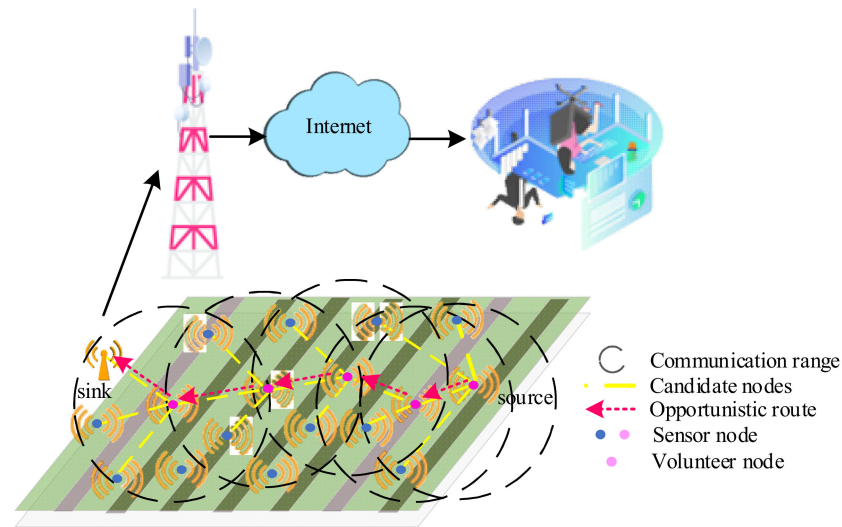 Internet
sink
source
Communication range
Candidate nodes
Opportunistic route
Sensor node
Volunteer node